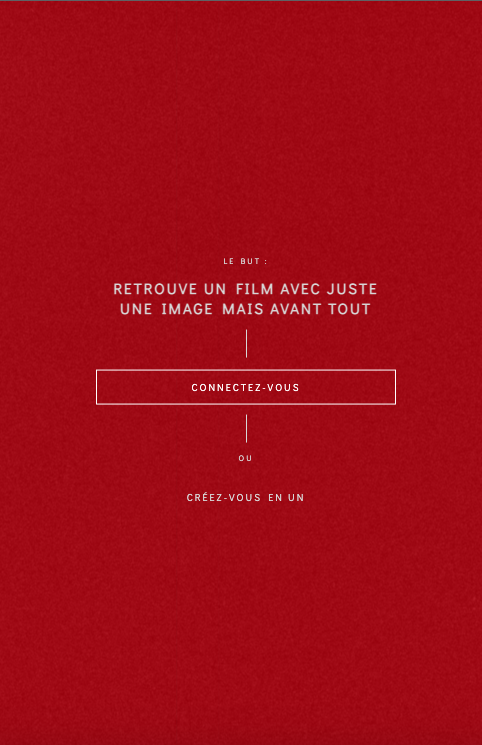 LE BUT :
RETROUVE UN FILM AVEC JUSTE
UNE IMAGE MAIS AVANT TOUT
CONNECTEZ-VOUS
OU
CRÉEZ-VOUS EN UN